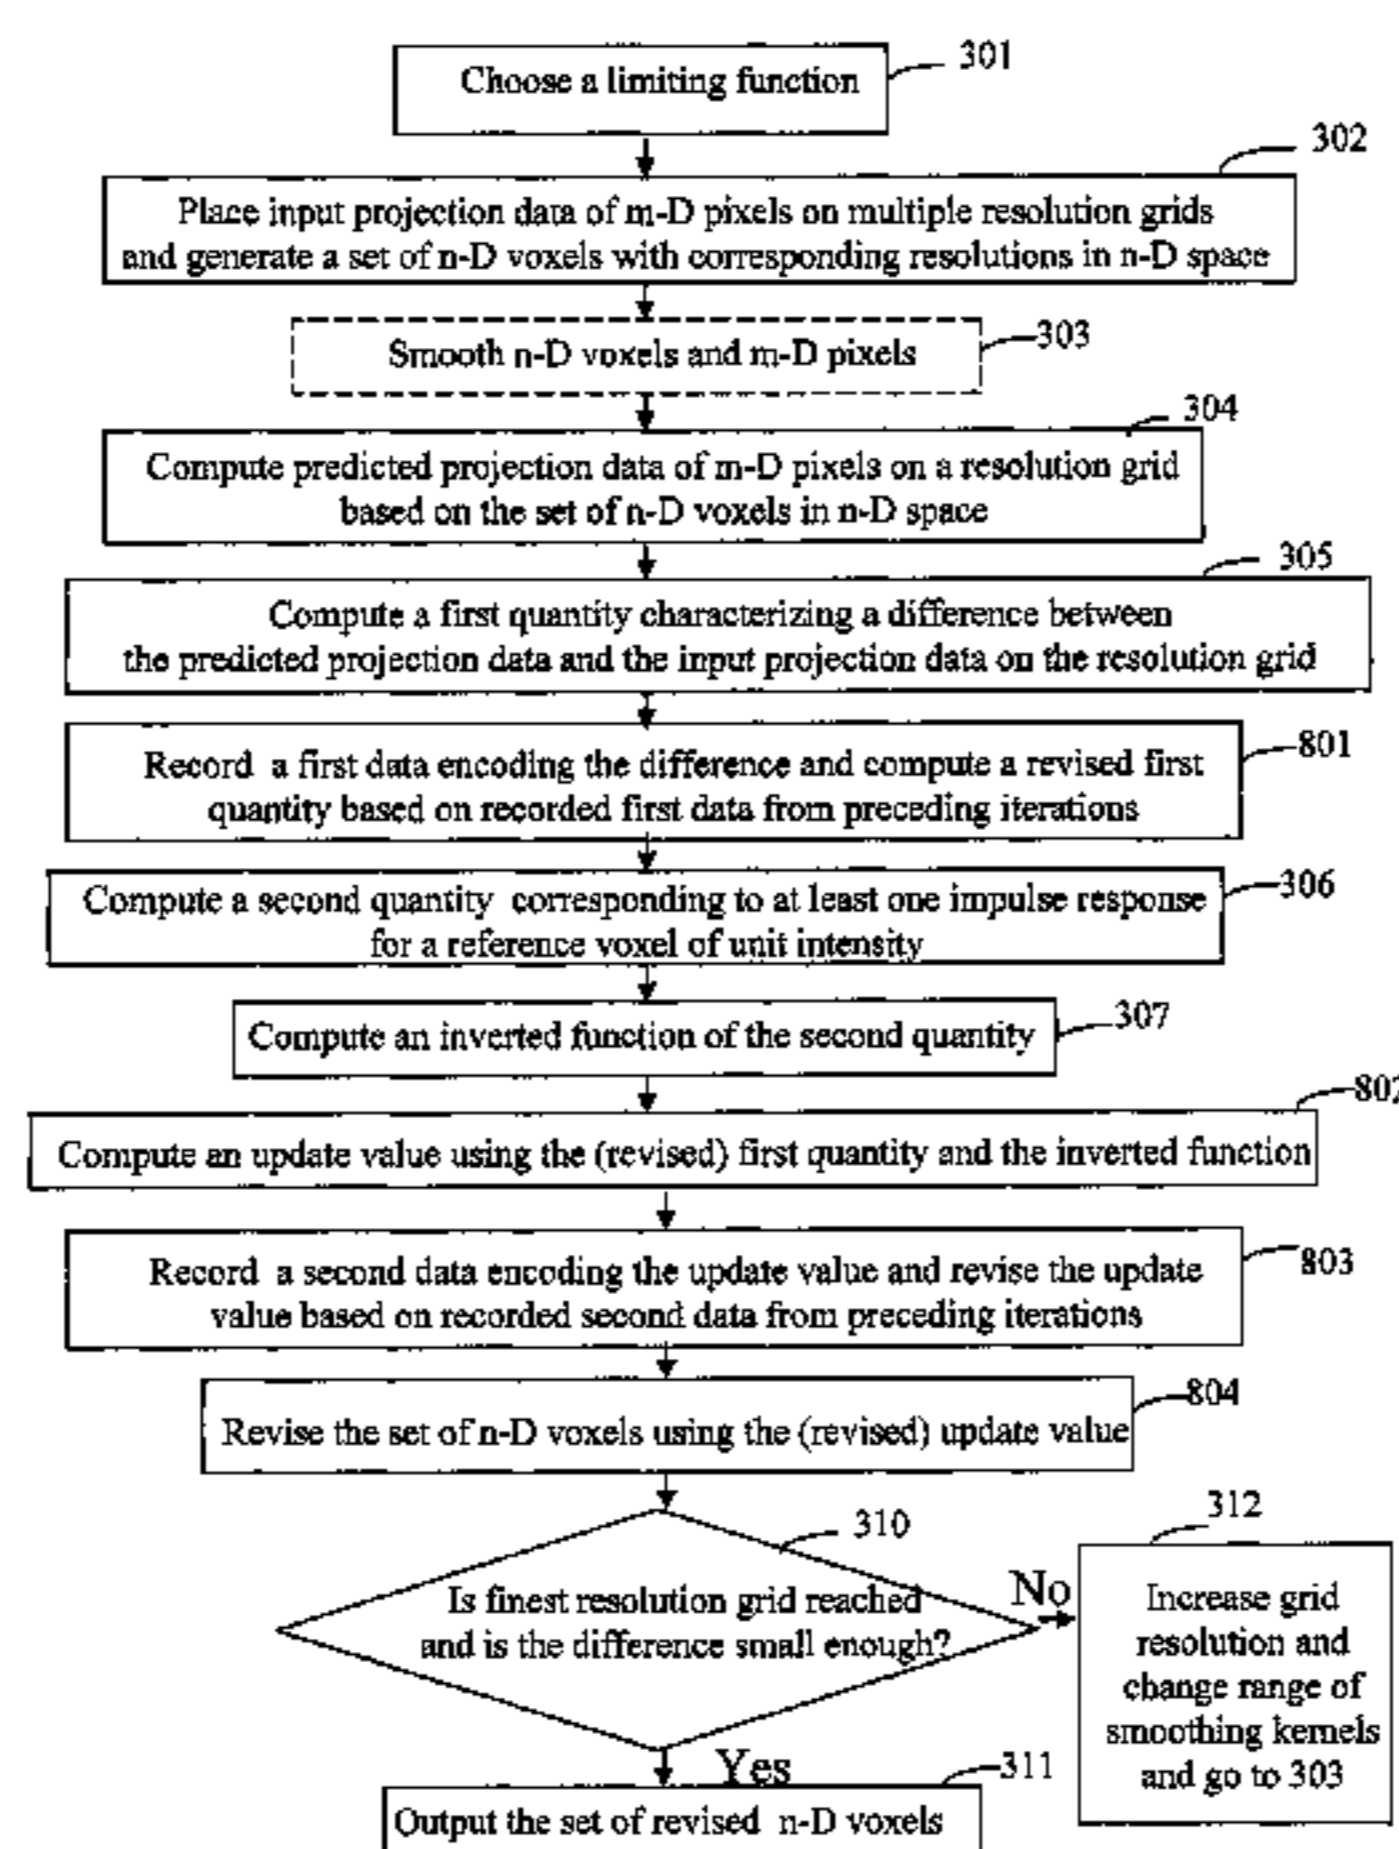 Choose a limiting function
301
302
Place input projection data of m-D pixels on multiple resolution grids
and generate a set of n-D voxels with corresponding resolutions in n-D space
Smooth n-D voxels and m-D pixels
303
304
Compute predicted projection data of m-D pixels on a resolution grid
based on the set of n-D voxels in n-D space
305
Compute a first quantity characterizing a difference between
the predicted projection data and the input projection data on the resolution grid
801
Record a first data encoding the difference and compute a revised first
quantity based on recorded first data from preceding iterations
306
Compute a second quantity corresponding to at least one impulse response
for a reference voxel of unit intensity
307
Compute an inverted function of the second quantity
802
Compute an update value using the (revised) first quantity and the inverted function
803
Record a second data encoding the update value and revise the update
value based on recorded second data from preceding iterations
804
Revise the set of n-D voxels using the (revised) update value
310
Is finest resolution grid reached
and is the difference small enough?
No
312
Increase grid
resolution and
change range of
smoothing kernels
and go to 303
Yes
311
Output the set of revised n-D voxels